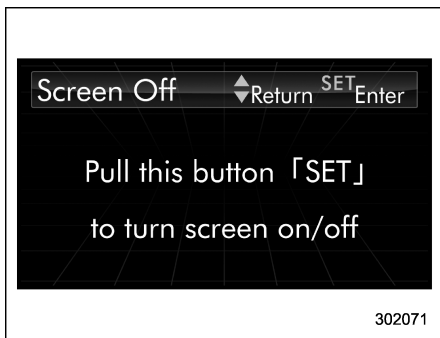 Screen Off Return SET Enter
Pull this button「SET」
to turn screen on/off
302071